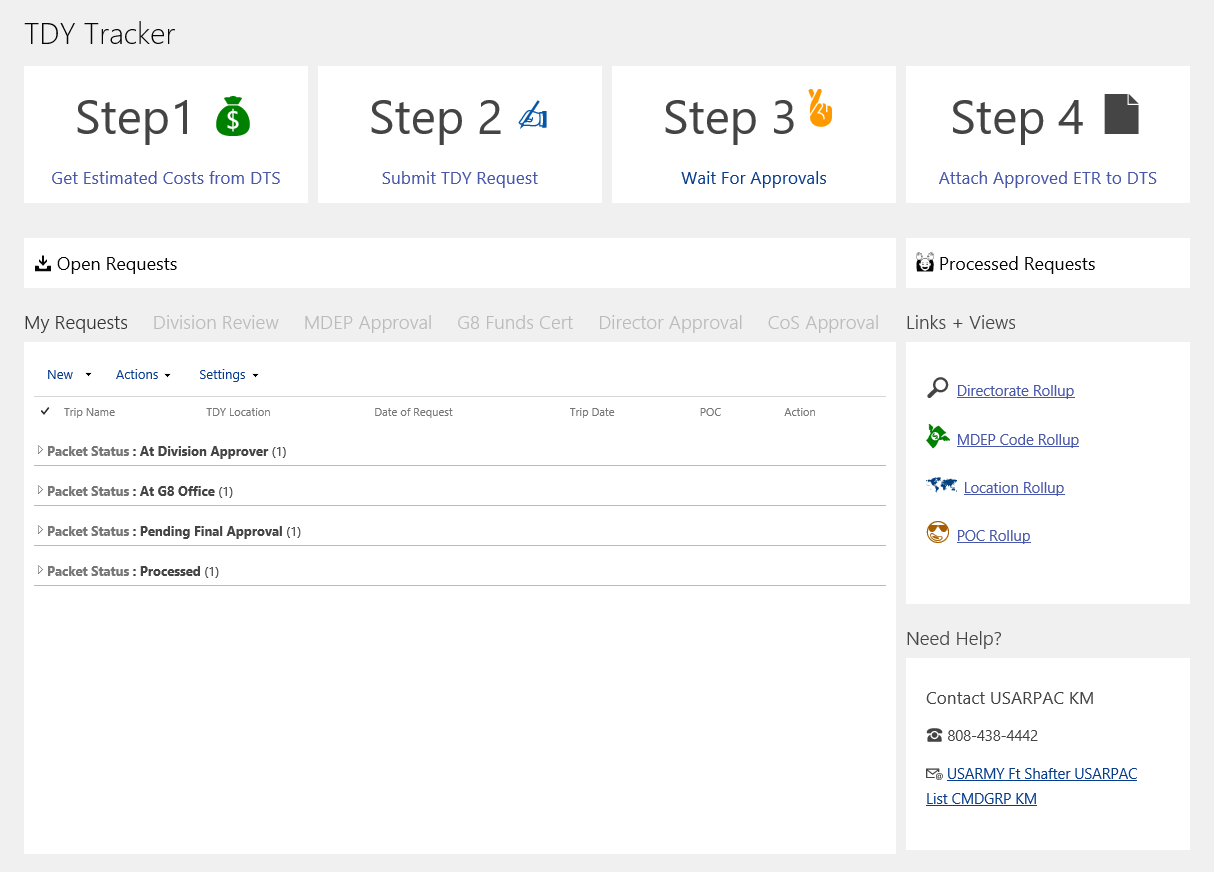 TDY Tracker
Step1 $
Get Estimated Costs from DTS
Step 2
Submit TDY Request
Step 3
Wait For Approvals
Step 4
Attach Approved ETR to DTS
Open Requests
Processed Requests
My Requests Division Review MDEP Approval G8 Funds Cert Director Approval CoS Approval
New Actions Settings
Trip Name TDY Location Date of Request Trip Date POC Action
Packet Status : At Division Approver (1)
Packet Status : At G8 Office (1)
Packet Status : Pending Final Approval (1)
Packet Status : Processed (1)
Links + Views
Directorate Rollup
MDEP Code Rollup
Location Rollup
POC Rollup
Need Help?
Contact USARPAC KM
808-438-4442
USARMY Ft Shafter USARPAC
List CMDGRP KM